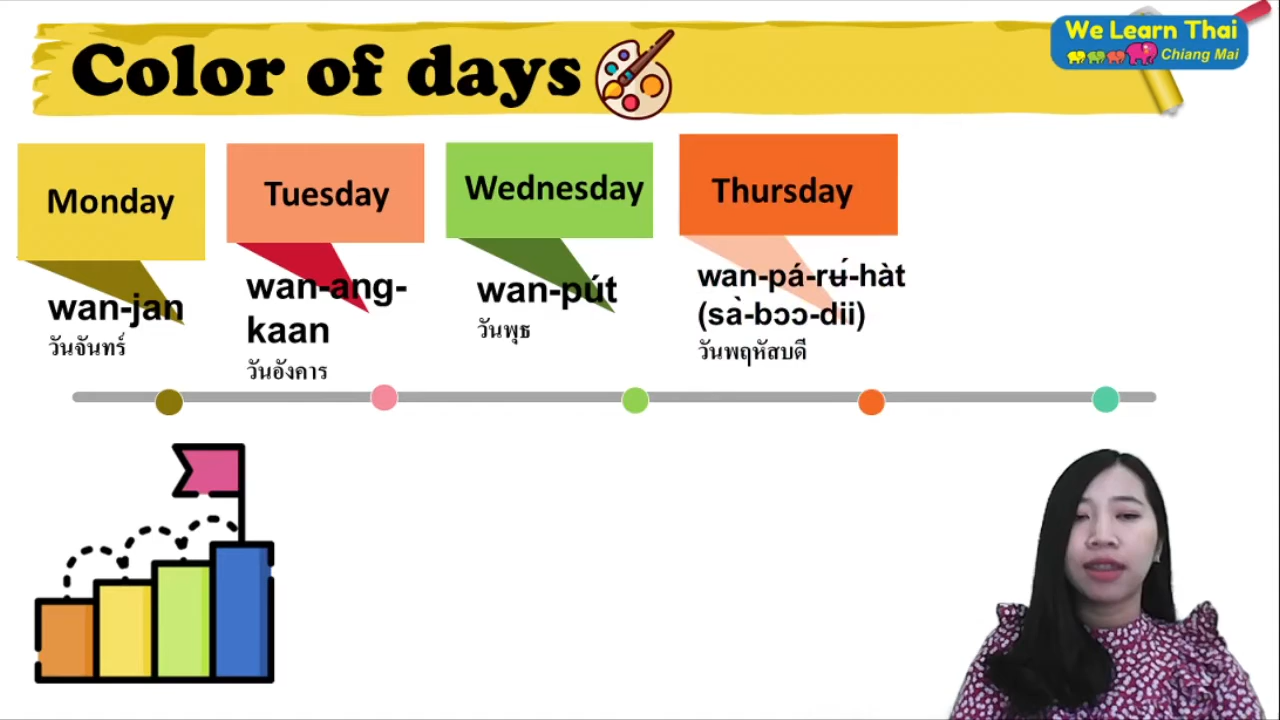 Color of days
We Learn Thai
Chiang Mai
Monday
wan-jan
วันจันทร์
Tuesday
wan-ang-
kaan
วันอังคาร
Wednesday
wan-pút
วันพุธ
Thursday
wan-pá-rʉ́-hàt
(sà-bɔɔ-dii)
วันพฤหัสบดี